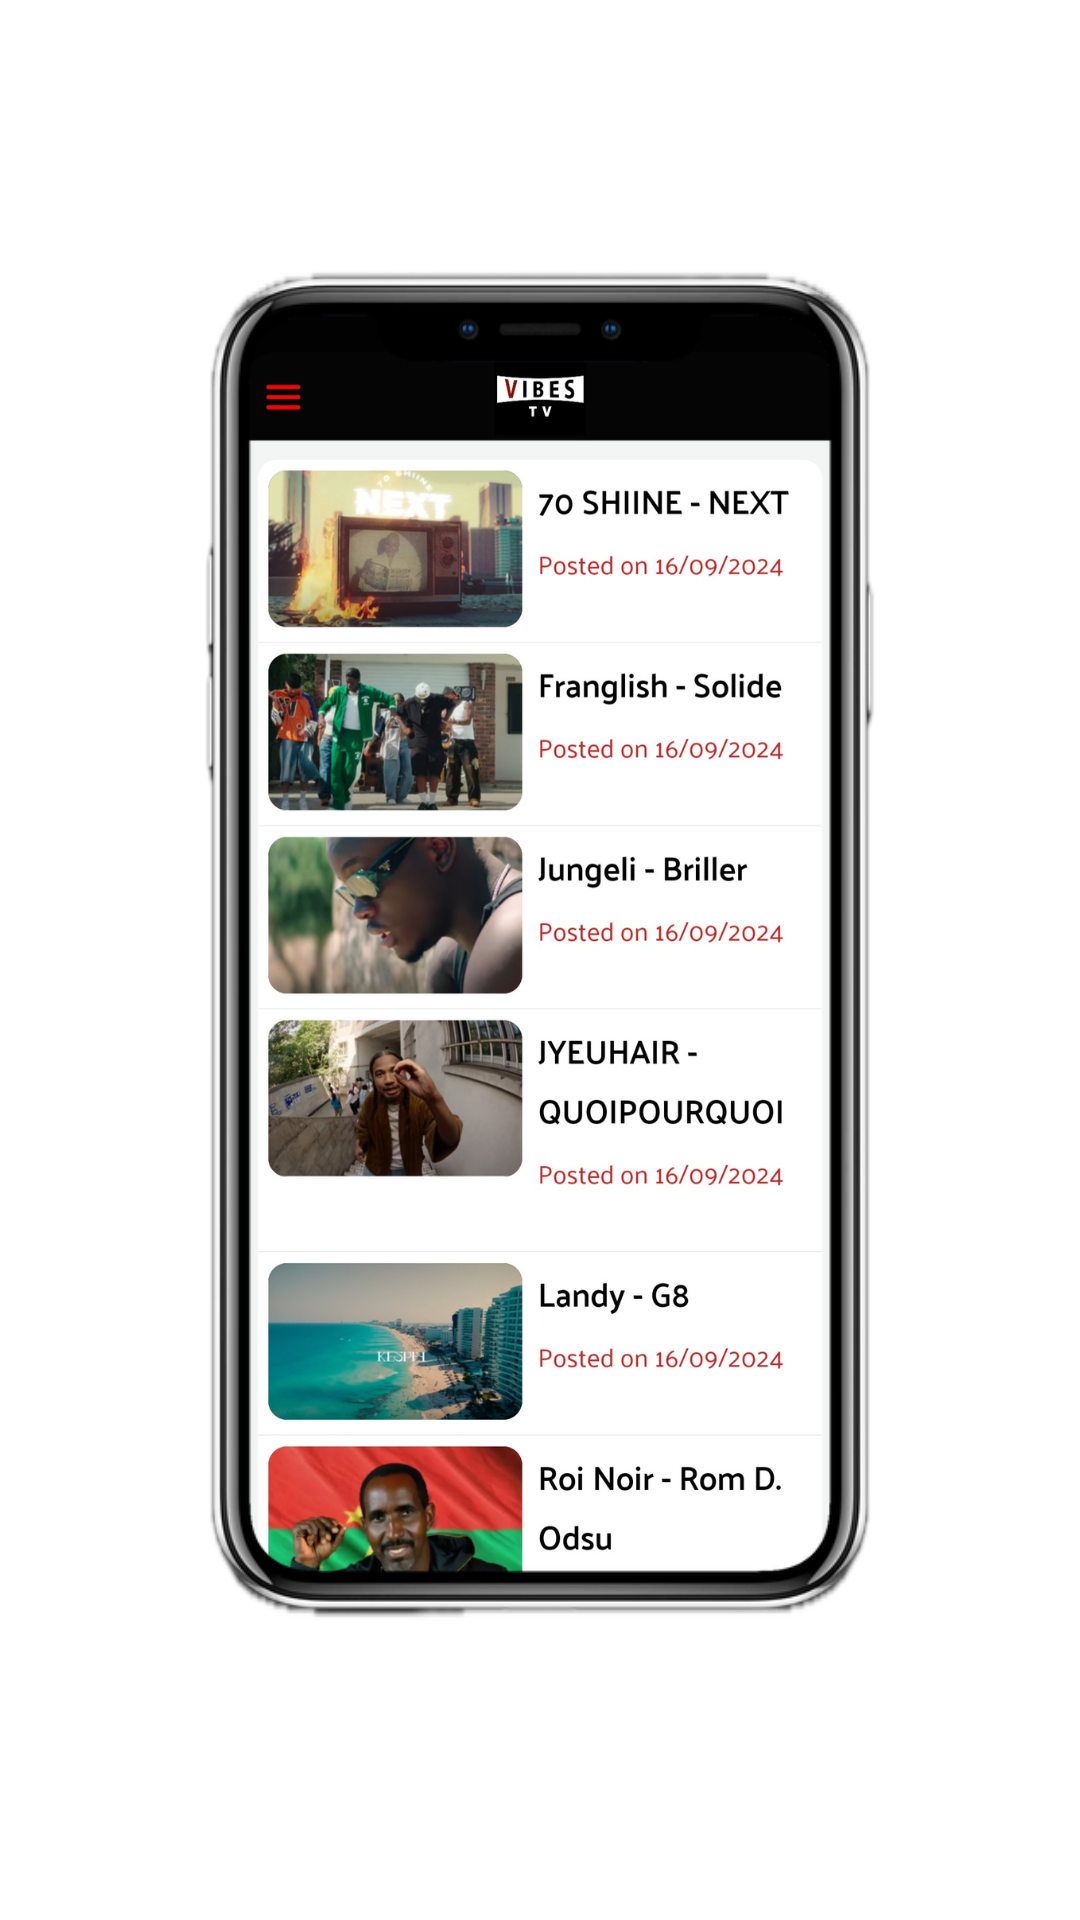 VIBES
TV
70 SHIINE
NEXT
70 SHIINE - NEXT
Posted on 16/09/2024
Franglish - Solide
Posted on 16/09/2024
Jungeli - Briller
Posted on 16/09/2024
JYEUHAIR -
QUOIPOURQUOI
Posted on 16/09/2024
Landy - G8
Posted on 16/09/2024
Roi Noir - Rom D.
Odsu